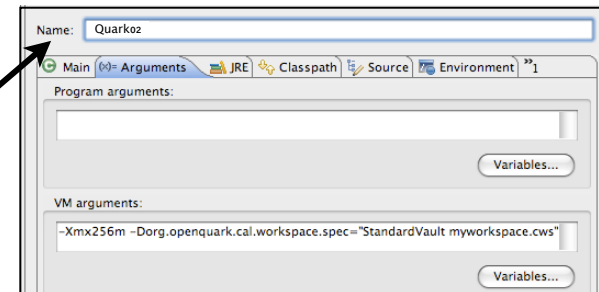 Name: Quark02
Main (x)= Arguments JRE Classpath Source Environment »1
Program arguments:
Variables...
VM arguments:
-Xmx256m -Dorg.openquark.cal.workspace.spec="StandardVault myworkspace.cws"
Variables...